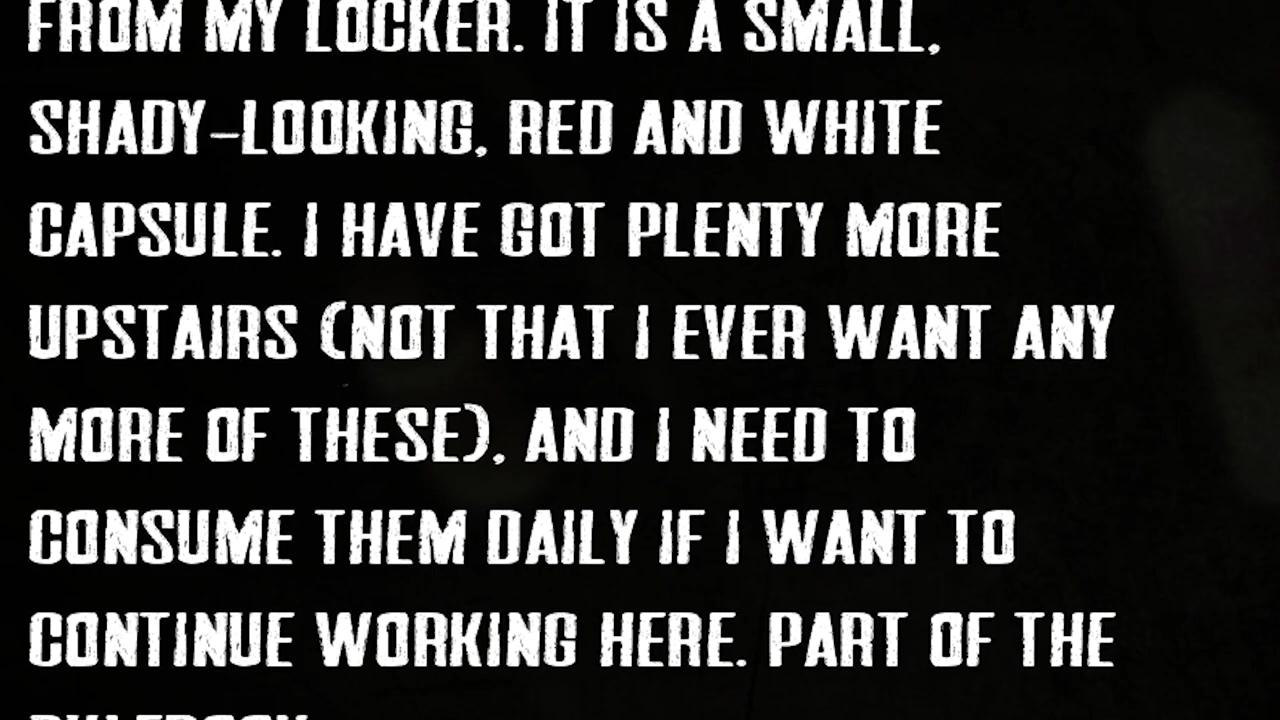 FROM MY LOCKER. IT IS A SMALL,
SHADY-LOOKING, RED AND WHITE
CAPSULE. I HAVE GOT PLENTY MORE
UPSTAIRS (NOT THAT I EVER WANT ANY
MORE OF THESE), AND I NEED TO
CONSUME THEM DAILY IF I WANT TO
CONTINUE WORKING HERE. PART OF THE